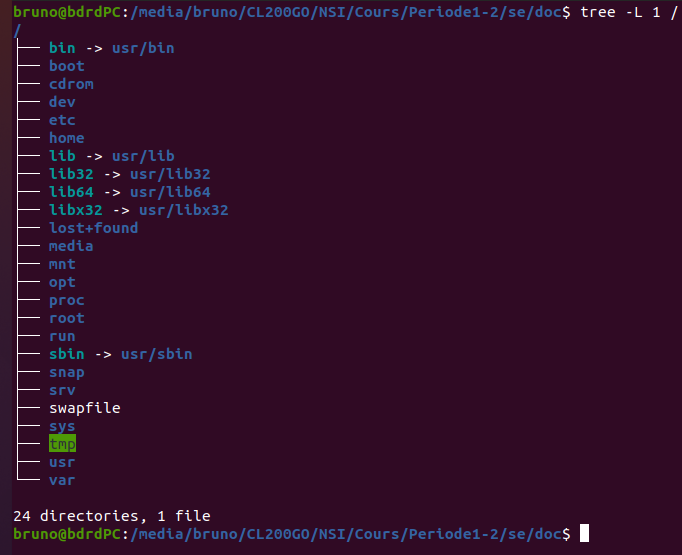 bruno@bdrdPC:/media/bruno/CL200GO/NSI/Cours/Periode1-2/se/doc$ tree -L 1 /
/
├── bin -> usr/bin
├── boot
├── cdrom
├── dev
├── etc
├── home
├── lib -> usr/lib
├── lib32 -> usr/lib32
├── lib64 -> usr/lib64
├── libx32 -> usr/libx32
├── lost+found
├── media
├── mnt
├── opt
├── proc
├── root
├── run
├── sbin -> usr/sbin
├── snap
├── srv
├── swapfile
├── sys
├── tmp
├── usr
└── var

24 directories, 1 file
bruno@bdrdPC:/media/bruno/CL200GO/NSI/Cours/Periode1-2/se/doc$